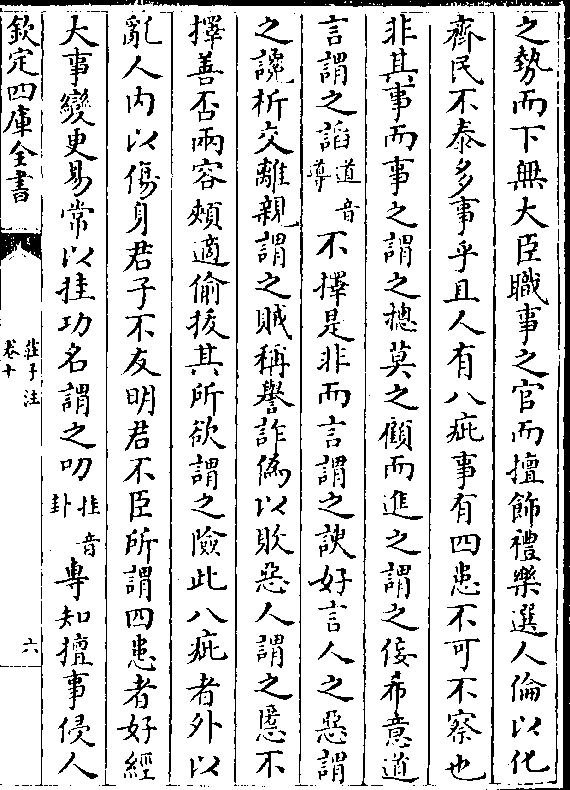 之勢而下無大臣職事之官而擅飾禮樂選人倫以化
齊民不泰多事乎且人有八疵事有四患不可不察也
非其事而事之謂之摠莫之顧而進之謂之佞希意道
言謂之謟道音導不擇是非而言謂之諛好言人之惡謂
之讒析交離親謂之賊稱譽詐偽以敗惡人謂之慝不
擇善否兩容頰適偷拔其所欲謂之險此八疵者外以
亂人內以傷身君子不友明君不臣所謂四患者好經
大事變更易常以挂功名謂之叨挂音卦專知擅事侵人
欽定四庫全書
莊子注
卷十
六